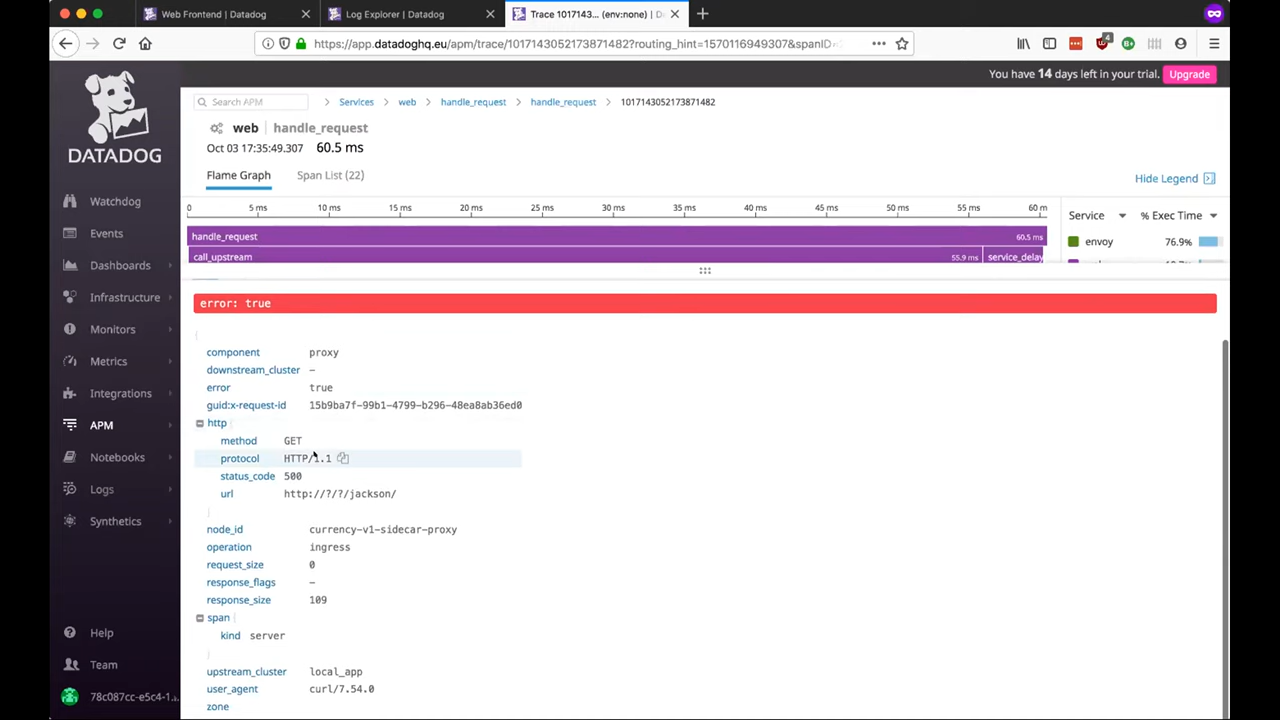 Web Frontend | Datadog
Log Explorer | Datadog
Trace 1017143... (env:none) | D
https://app.datadoghq.eu/apm/trace/1017143052173871482?routing_hint=1570116949307&spanID=
4
You have 14 days left in your trial. Upgrade
DATADOG
Watchdog
Events
Dashboards
Infrastructure
Monitors
Metrics
Integrations
APM
Notebooks
Logs
Synthetics
Help
Team
78c087cc-e5c4-1...
Search APM
Services > web > handle_request > handle_request > 1017143052173871482
web handle_request
Oct 03 17:35:49.307 60.5 ms
Flame Graph Span List (22)
Hide Legend
0 5 ms 10 ms 15 ms 20 ms 25 ms 30 ms 35 ms 40 ms 45 ms 50 ms 55 ms 60 m
Service % Exec Time
handle_request 60.5 ms
envoy 76.9%
call_upstream 55.9 ms service_delay
error: true
{
component proxy
downstream_cluster –
error true
guid:x-request-id 15b9ba7f-99b1-4799-b296-48ea8ab36ed0
http {
method GET
protocol HTTP/1.1
status_code 500
url http://?/?/jackson/
}
node_id currency-v1-sidecar-proxy
operation ingress
request_size 0
response_flags –
response_size 109
span {
kind server
}
upstream_cluster local_app
user_agent curl/7.54.0
zone